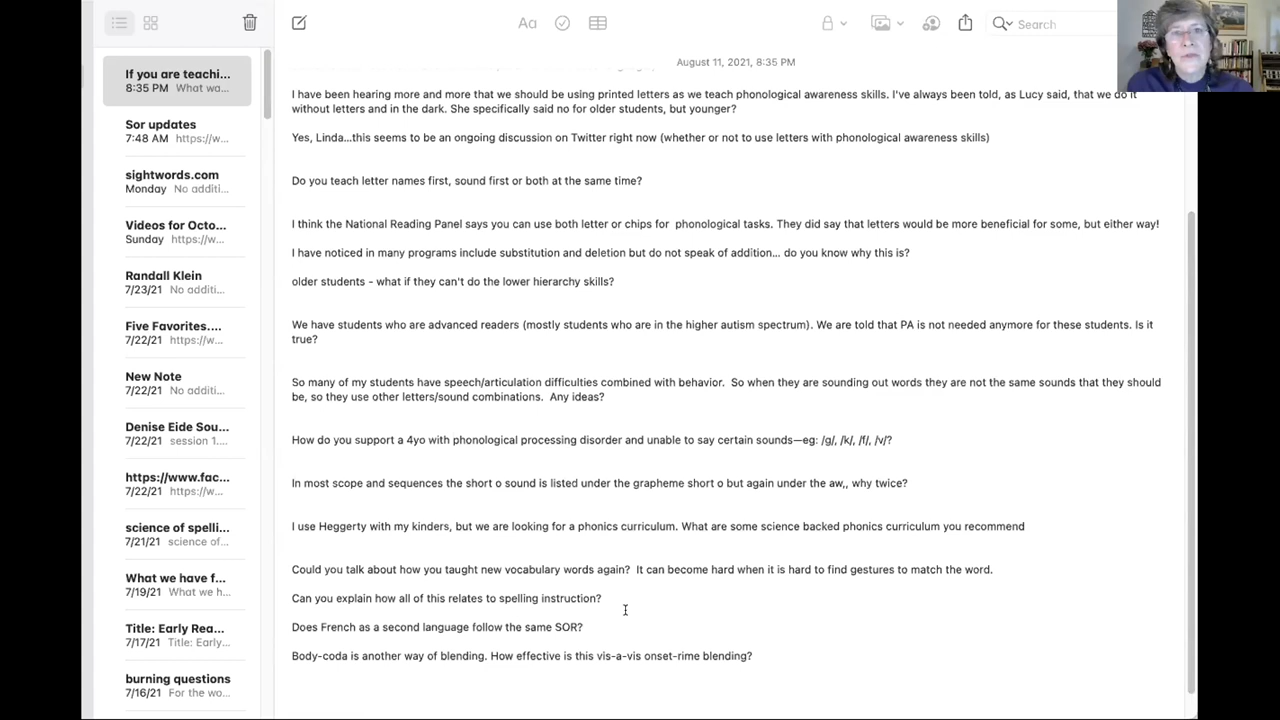 If you are teachi...
8:35 PM What wa...
Sor updates
7:48 AM https://w...
sightwords.com
Monday No additi...
Videos for Octo...
Sunday https://w...
Randall Klein
7/23/21 No additi...
Five Favorites....
7/22/21 https://w...
New Note
7/22/21 No additi...
Denise Eide Sou...
7/22/21 session 1....
https://www.fac...
7/22/21 https://w...
science of spelli...
7/21/21 science of...
What we have f...
7/19/21 What we h...
Title: Early Rea...
7/17/21 Title: Early...
burning questions
7/16/21 For the wo...
Aa
Search
August 11, 2021, 8:35 PM
I have been hearing more and more that we should be using printed letters as we teach phonological awareness skills. I've always been told, as Lucy said, that we do it
without letters and in the dark. She specifically said no for older students, but younger?
Yes, Linda...this seems to be an ongoing discussion on Twitter right now (whether or not to use letters with phonological awareness skills)
Do you teach letter names first, sound first or both at the same time?
I think the National Reading Panel says you can use both letter or chips for phonological tasks. They did say that letters would be more beneficial for some, but either way!
I have noticed in many programs include substitution and deletion but do not speak of addition... do you know why this is?
older students - what if they can't do the lower hierarchy skills?
We have students who are advanced readers (mostly students who are in the higher autism spectrum). We are told that PA is not needed anymore for these students. Is it
true?
So many of my students have speech/articulation difficulties combined with behavior. So when they are sounding out words they are not the same sounds that they should
be, so they use other letters/sound combinations. Any ideas?
How do you support a 4yo with phonological processing disorder and unable to say certain sounds—eg: /g/, /k/, /f/, /v/?
In most scope and sequences the short o sound is listed under the grapheme short o but again under the aw,, why twice?
I use Heggerty with my kinders, but we are looking for a phonics curriculum. What are some science backed phonics curriculum you recommend
Could you talk about how you taught new vocabulary words again? It can become hard when it is hard to find gestures to match the word.
Can you explain how all of this relates to spelling instruction?
Does French as a second language follow the same SOR?
Body-coda is another way of blending. How effective is this vis-a-vis onset-rime blending?